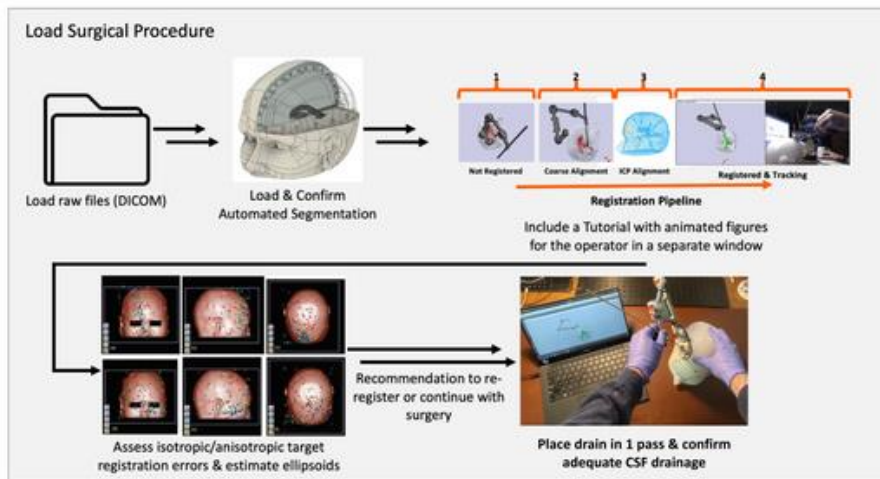 Load Surgical Procedure
1 2 3 4
Not Registered Coarse Alignment ICP Alignment Registered & Tracking
Load raw files (DICOM)
Load & Confirm
Automated Segmentation
Registration Pipeline
Include a Tutorial with animated figures
for the operator in a separate window
Recommendation to re-
register or continue with
surgery
Assess isotropic/anisotropic target
registration errors & estimate ellipsoids
Place drain in 1 pass & confirm
adequate CSF drainage